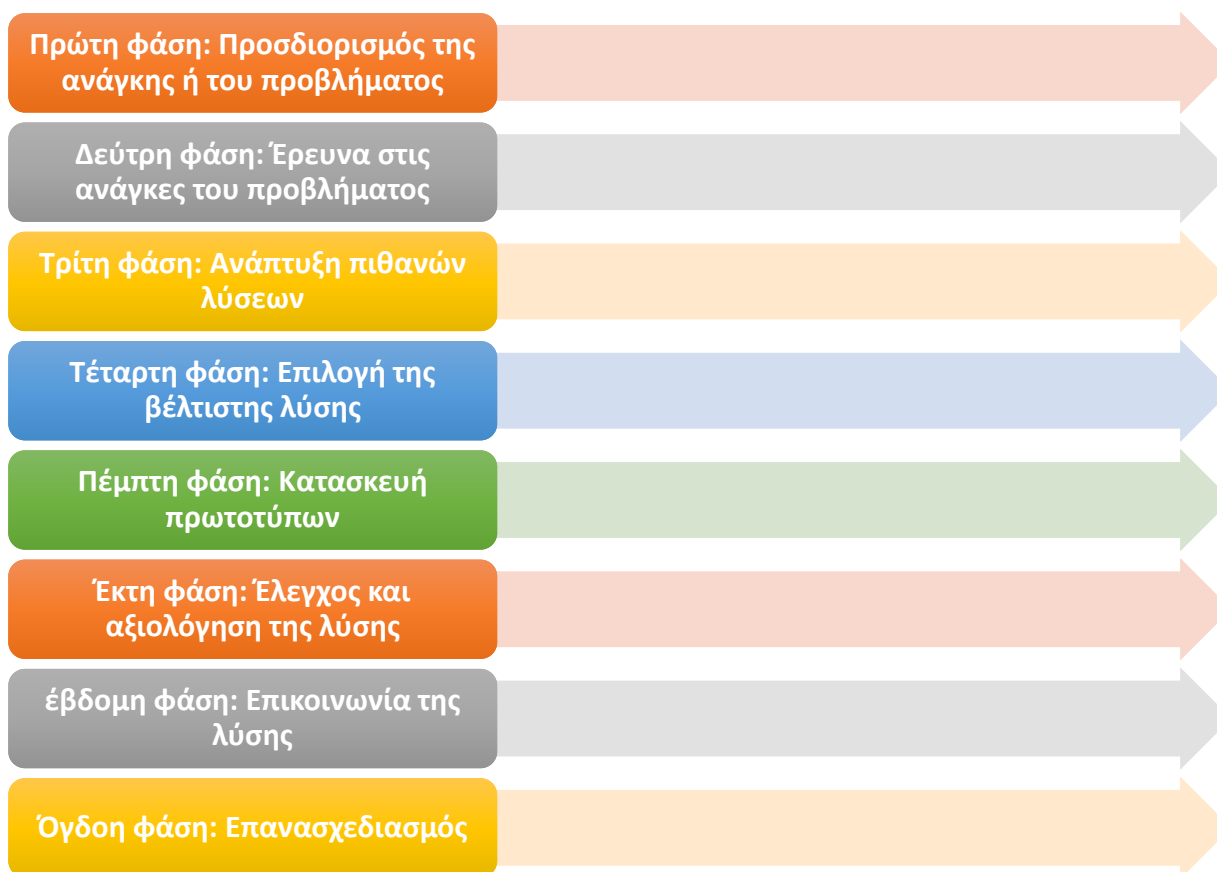 Πρώτη φάση: Προσδιορισμός της
ανάγκης ή του προβλήματος
Δεύτρη φάση: Έρευνα στις
ανάγκες του προβλήματος
Τρίτη φάση: Ανάπτυξη πιθανών
λύσεων
Τέταρτη φάση: Επιλογή της
βέλτιστης λύσης
Πέμπτη φάση: Κατασκευή
πρωτοτύπων
Έκτη φάση: Έλεγχος και
αξιολόγηση της λύσης
έβδομη φάση: Επικοινωνία της
λύσης
Όγδοη φάση: Επανασχεδιασμός